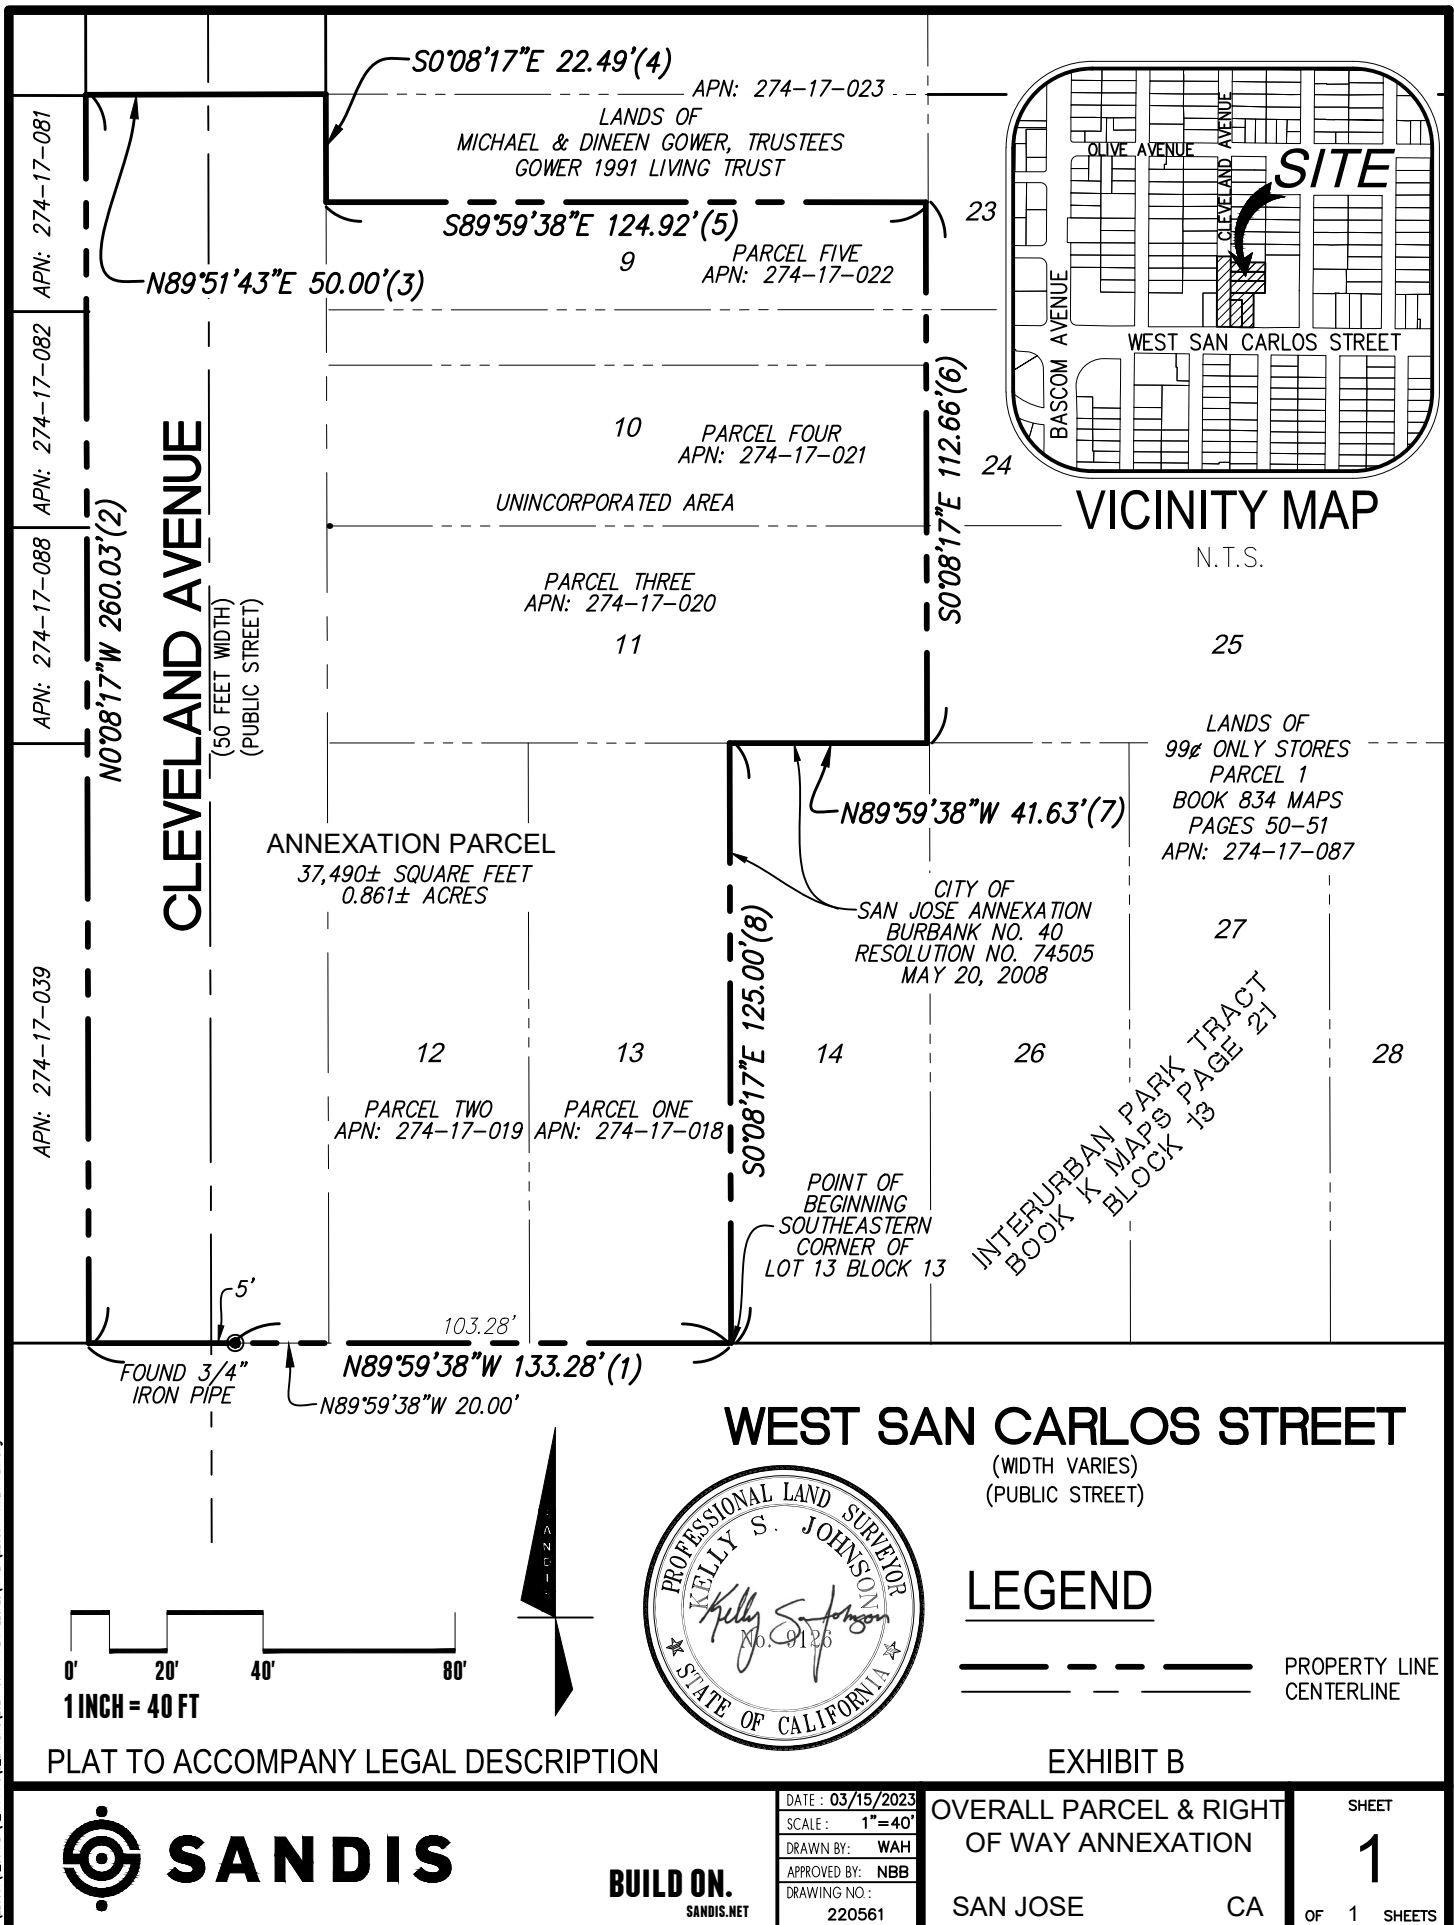 S0°08'17"E 22.49'(4)
APN: 274-17-023
LANDS OF
MICHAEL & DINEEN GOWER, TRUSTEES
GOWER 1991 LIVING TRUST
S89°59'38"E 124.92'(5)
N89°51'43"E 50.00'(3)
9
PARCEL FIVE
APN: 274-17-022
23
APN: 274-17-081
APN: 274-17-082
APN: 274-17-088
APN: 274-17-039
N0°08'17"W 260.03'(2)
CLEVELAND AVENUE
(50 FEET WIDTH)
(PUBLIC STREET)
10
PARCEL FOUR
APN: 274-17-021
UNINCORPORATED AREA
PARCEL THREE
APN: 274-17-020
11
S0°08'17"E 112.66'(6)
24
OLIVE AVENUE
CLEVELAND AVENUE
SITE
BASCOM AVENUE
WEST SAN CARLOS STREET
VICINITY MAP
N.T.S.
25
LANDS OF
99¢ ONLY STORES
PARCEL 1
BOOK 834 MAPS
PAGES 50-51
APN: 274-17-087
N89°59'38"W 41.63'(7)
ANNEXATION PARCEL
37,490± SQUARE FEET
0.861± ACRES
CITY OF
SAN JOSE ANNEXATION
BURBANK NO. 40
RESOLUTION NO. 74505
MAY 20, 2008
S0°08'17"E 125.00'(8)
27
12
13
14
26
28
PARCEL TWO
APN: 274-17-019
PARCEL ONE
APN: 274-17-018
INTERURBAN PARK TRACT
BOOK K MAPS PAGE 21
BLOCK 13
POINT OF
BEGINNING
SOUTHEASTERN
CORNER OF
LOT 13 BLOCK 13
5'
103.28'
N89°59'38"W 133.28'(1)
FOUND 3/4"
IRON PIPE
N89°59'38"W 20.00'
WEST SAN CARLOS STREET
(WIDTH VARIES)
(PUBLIC STREET)
SANDIS
PROFESSIONAL LAND SURVEYOR
KELLY S. JOHNSON
Kelly S Johnson
No. 9126
STATE OF CALIFORNIA
LEGEND
PROPERTY LINE
CENTERLINE
0' 20' 40' 80'
1 INCH = 40 FT
PLAT TO ACCOMPANY LEGAL DESCRIPTION
EXHIBIT B
SANDIS
BUILD ON.
SANDIS.NET
DATE: 03/15/2023
SCALE: 1"=40'
DRAWN BY: WAH
APPROVED BY: NBB
DRAWING NO.:
220561
OVERALL PARCEL & RIGHT
OF WAY ANNEXATION
SAN JOSE CA
SHEET
1
OF 1 SHEETS